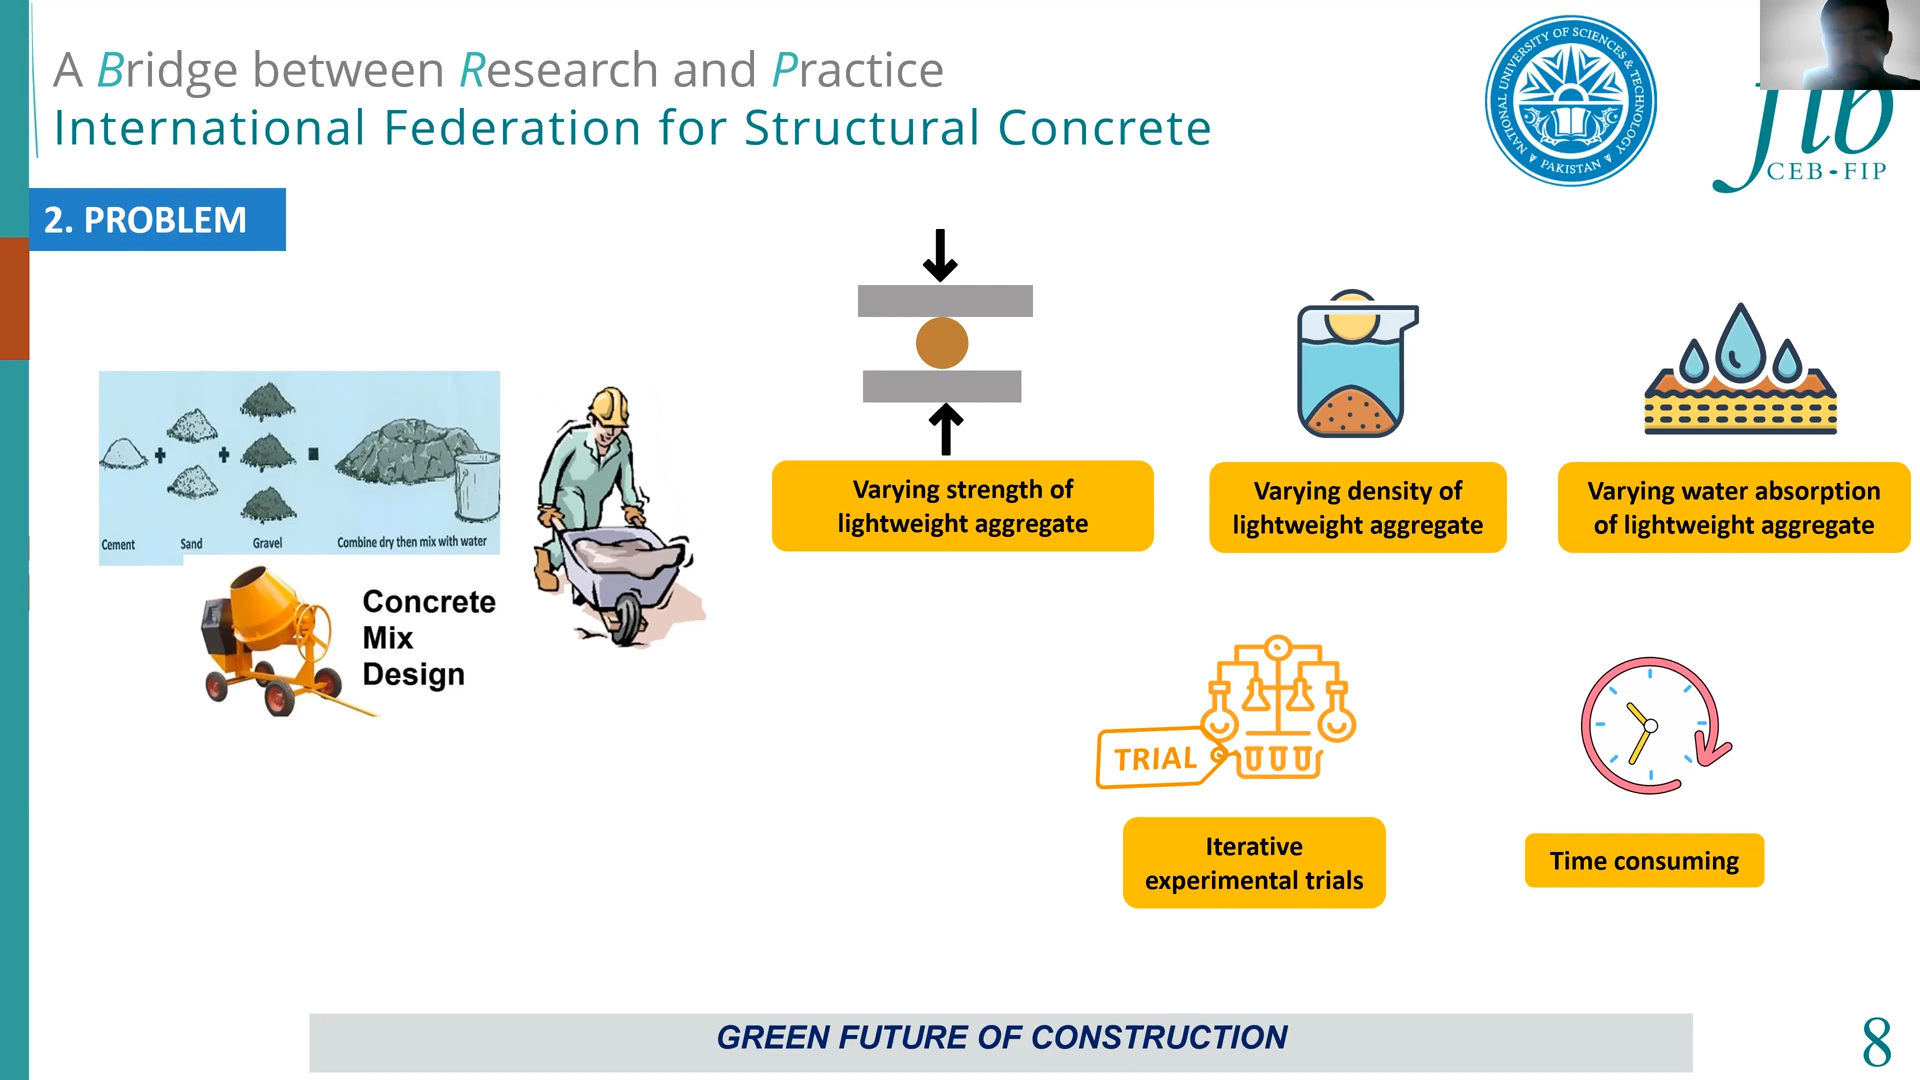 A Bridge between Research and Practice
International Federation for Structural Concrete
NATIONAL UNIVERSITY OF SCIENCES & TECHNOLOGY
PAKISTAN
fib
CEB-FIP
2. PROBLEM
Cement
Sand
Gravel
Combine dry then mix with water
Concrete
Mix
Design
Varying strength of
lightweight aggregate
Varying density of
lightweight aggregate
Varying water absorption
of lightweight aggregate
TRIAL
Iterative
experimental trials
Time consuming
GREEN FUTURE OF CONSTRUCTION
8